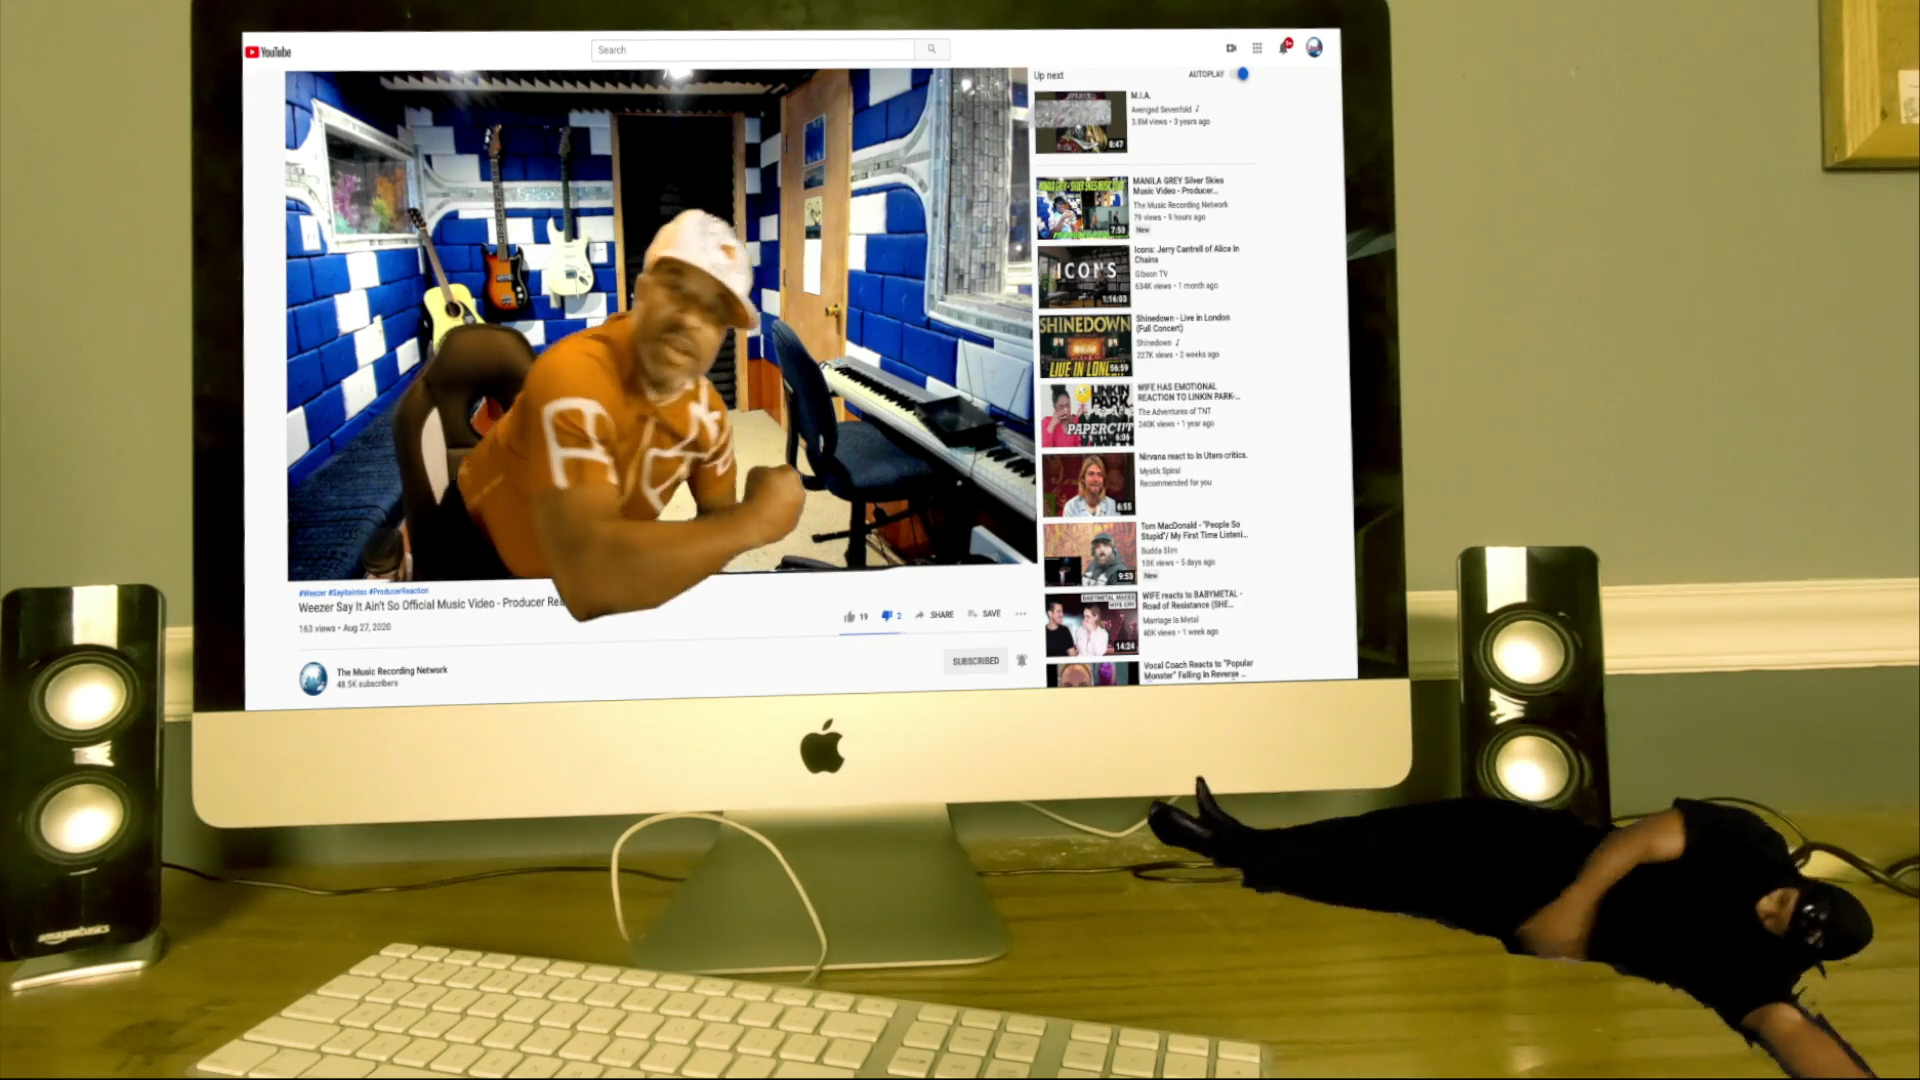 YouTube
Search
Up next
AUTOPLAY
9+
M.I.A.
Avenged Sevenfold
3.8M views • 3 years ago
8:47
MANILA GREY Silver Skies
Music Video - Producer...
The Music Recording Network
79 views • 9 hours ago
New
7:59
ICONS
1:16:03
Icons: Jerry Cantrell of Alice In
Chains
Gibson TV
634K views • 1 month ago
SHINEDOWN
LIVE IN
56:59
Shinedown - Live in London
(Full Concert)
Shinedown
227K views • 2 weeks ago
LINKIN
PARK
PAPERCUT
6:06
WIFE HAS EMOTIONAL
REACTION TO LINKIN PARK-...
The Adventures of TNT
240K views • 1 year ago
6:55
Nirvana react to In Utero critics.
Mystik Spiral
Recommended for you
9:53
Tom MacDonald - "People So
Stupid"/ My First Time Listeni...
Budda Slim
10K views • 5 days ago
New
BABYMETAL MAKES
WIFE CRY
14:24
WIFE reacts to BABYMETAL -
Road of Resistance (SHE...
Marriage Is Metal
40K views • 1 week ago
Vocal Coach Reacts to "Popular
Monster" Falling In Reverse ...
#Weezer #SayItaintso #ProducerReaction
Weezer Say It Ain't So Official Music Video - Producer Rea
163 views • Aug 27, 2020
19
2
SHARE
SAVE
The Music Recording Network
48.5K subscribers
SUBSCRIBED
amazonbasics